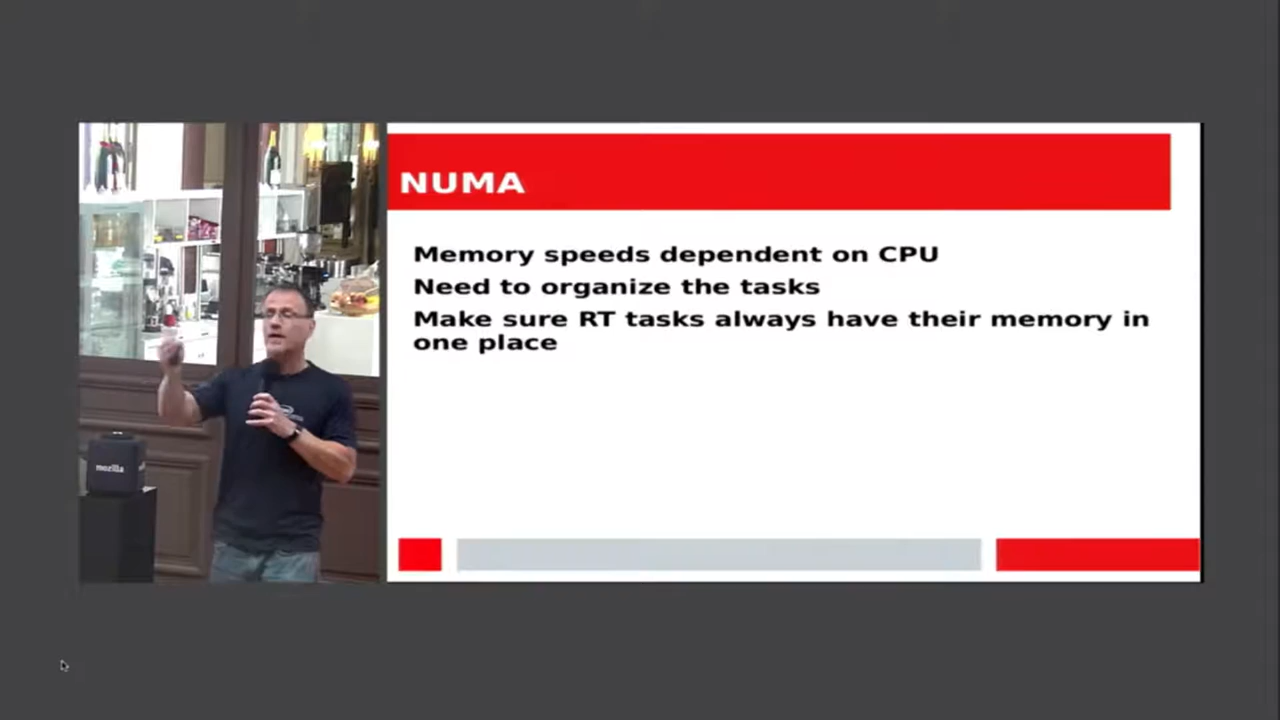 NUMA
Memory speeds dependent on CPU
Need to organize the tasks
Make sure RT tasks always have their memory in
one place
mozilla